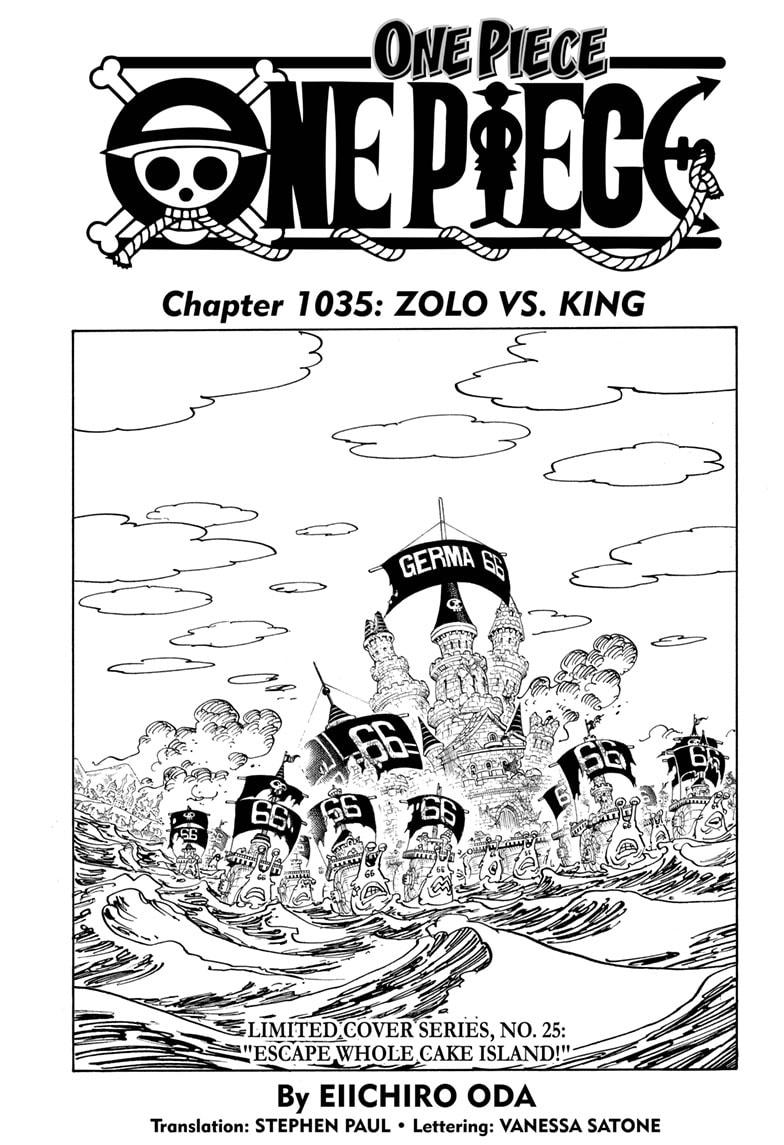 ONE PIECE
ONE PIECE
Chapter 1035: ZOLO VS. KING
GERMA 66
66
66
66
66
66
66
66
66
LIMITED COVER SERIES, NO. 25:
"ESCAPE WHOLE CAKE ISLAND!"
By EIICHIRO ODA
Translation: STEPHEN PAUL • Lettering: VANESSA SATONE